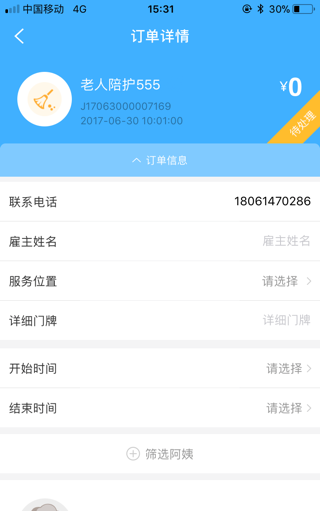 中国移动 4G 15:31 30%
订单详情
老人陪护555
¥0
J17063000007169
2017-06-30 10:01:00
待处理
订单信息
联系电话 18061470286
雇主姓名 雇主姓名
服务位置 请选择
详细门牌 详细门牌
开始时间 请选择
结束时间 请选择
筛选阿姨